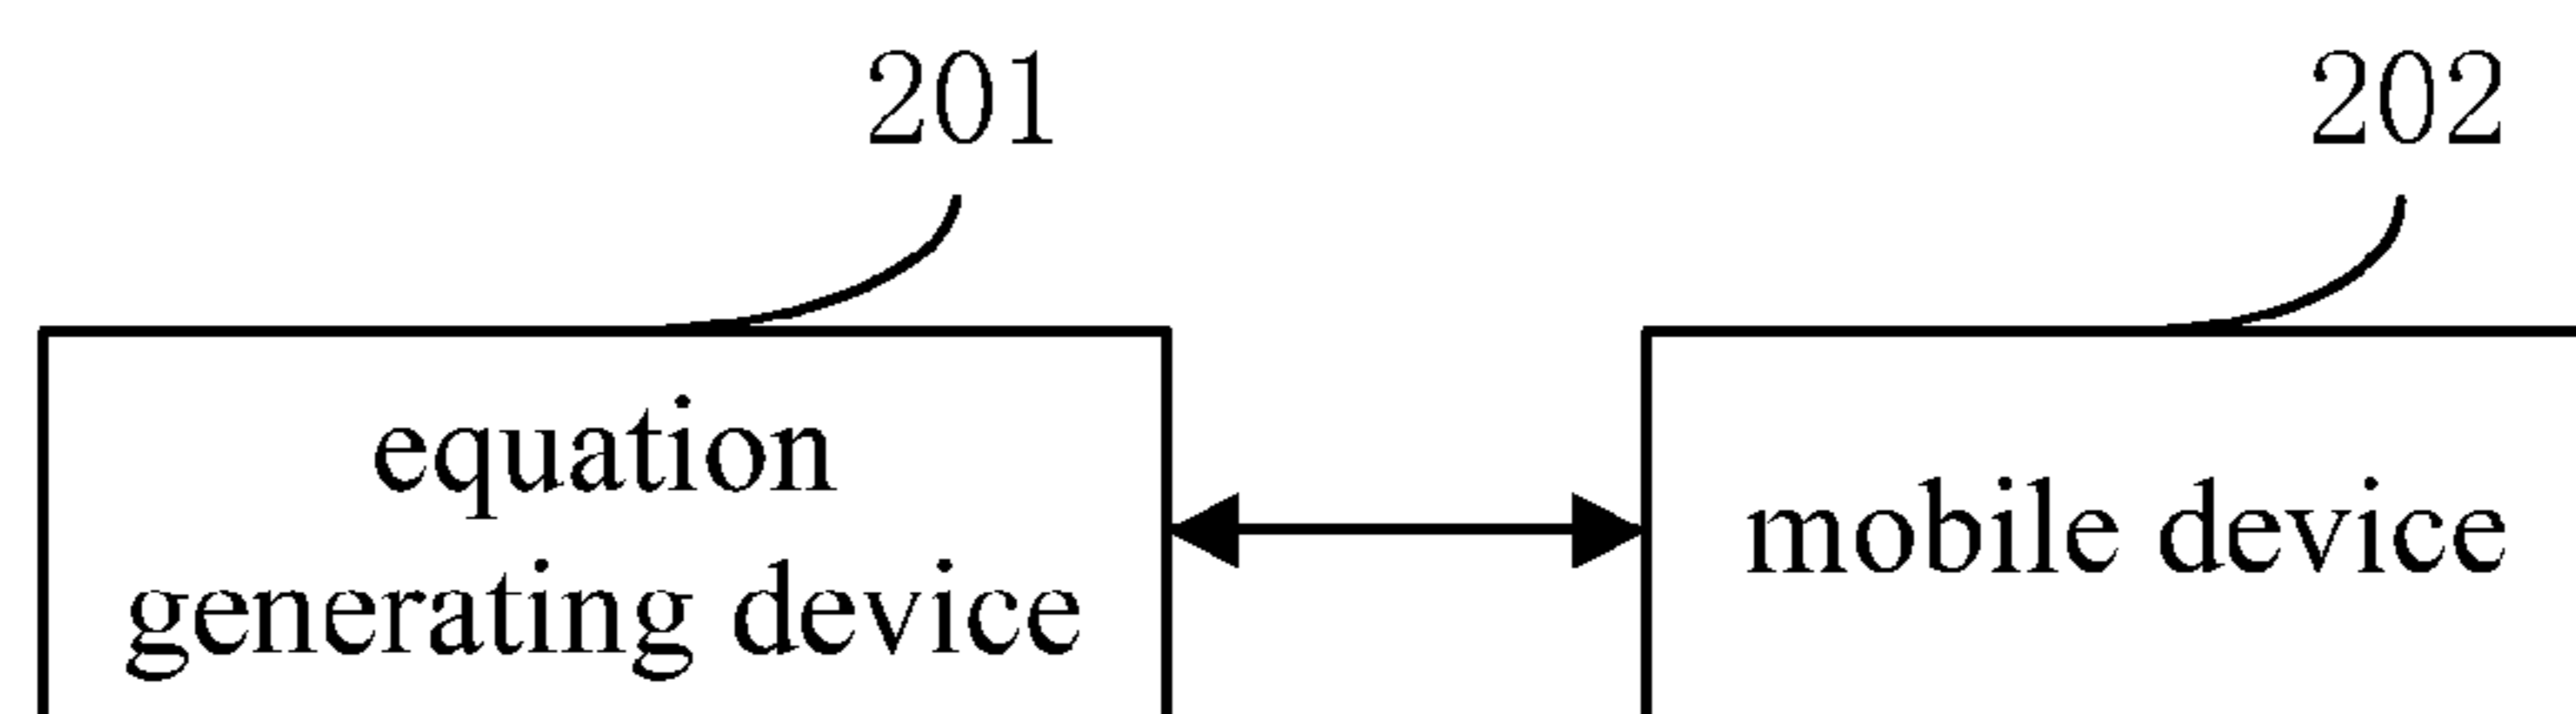 201
202
equation
generating device
mobile device